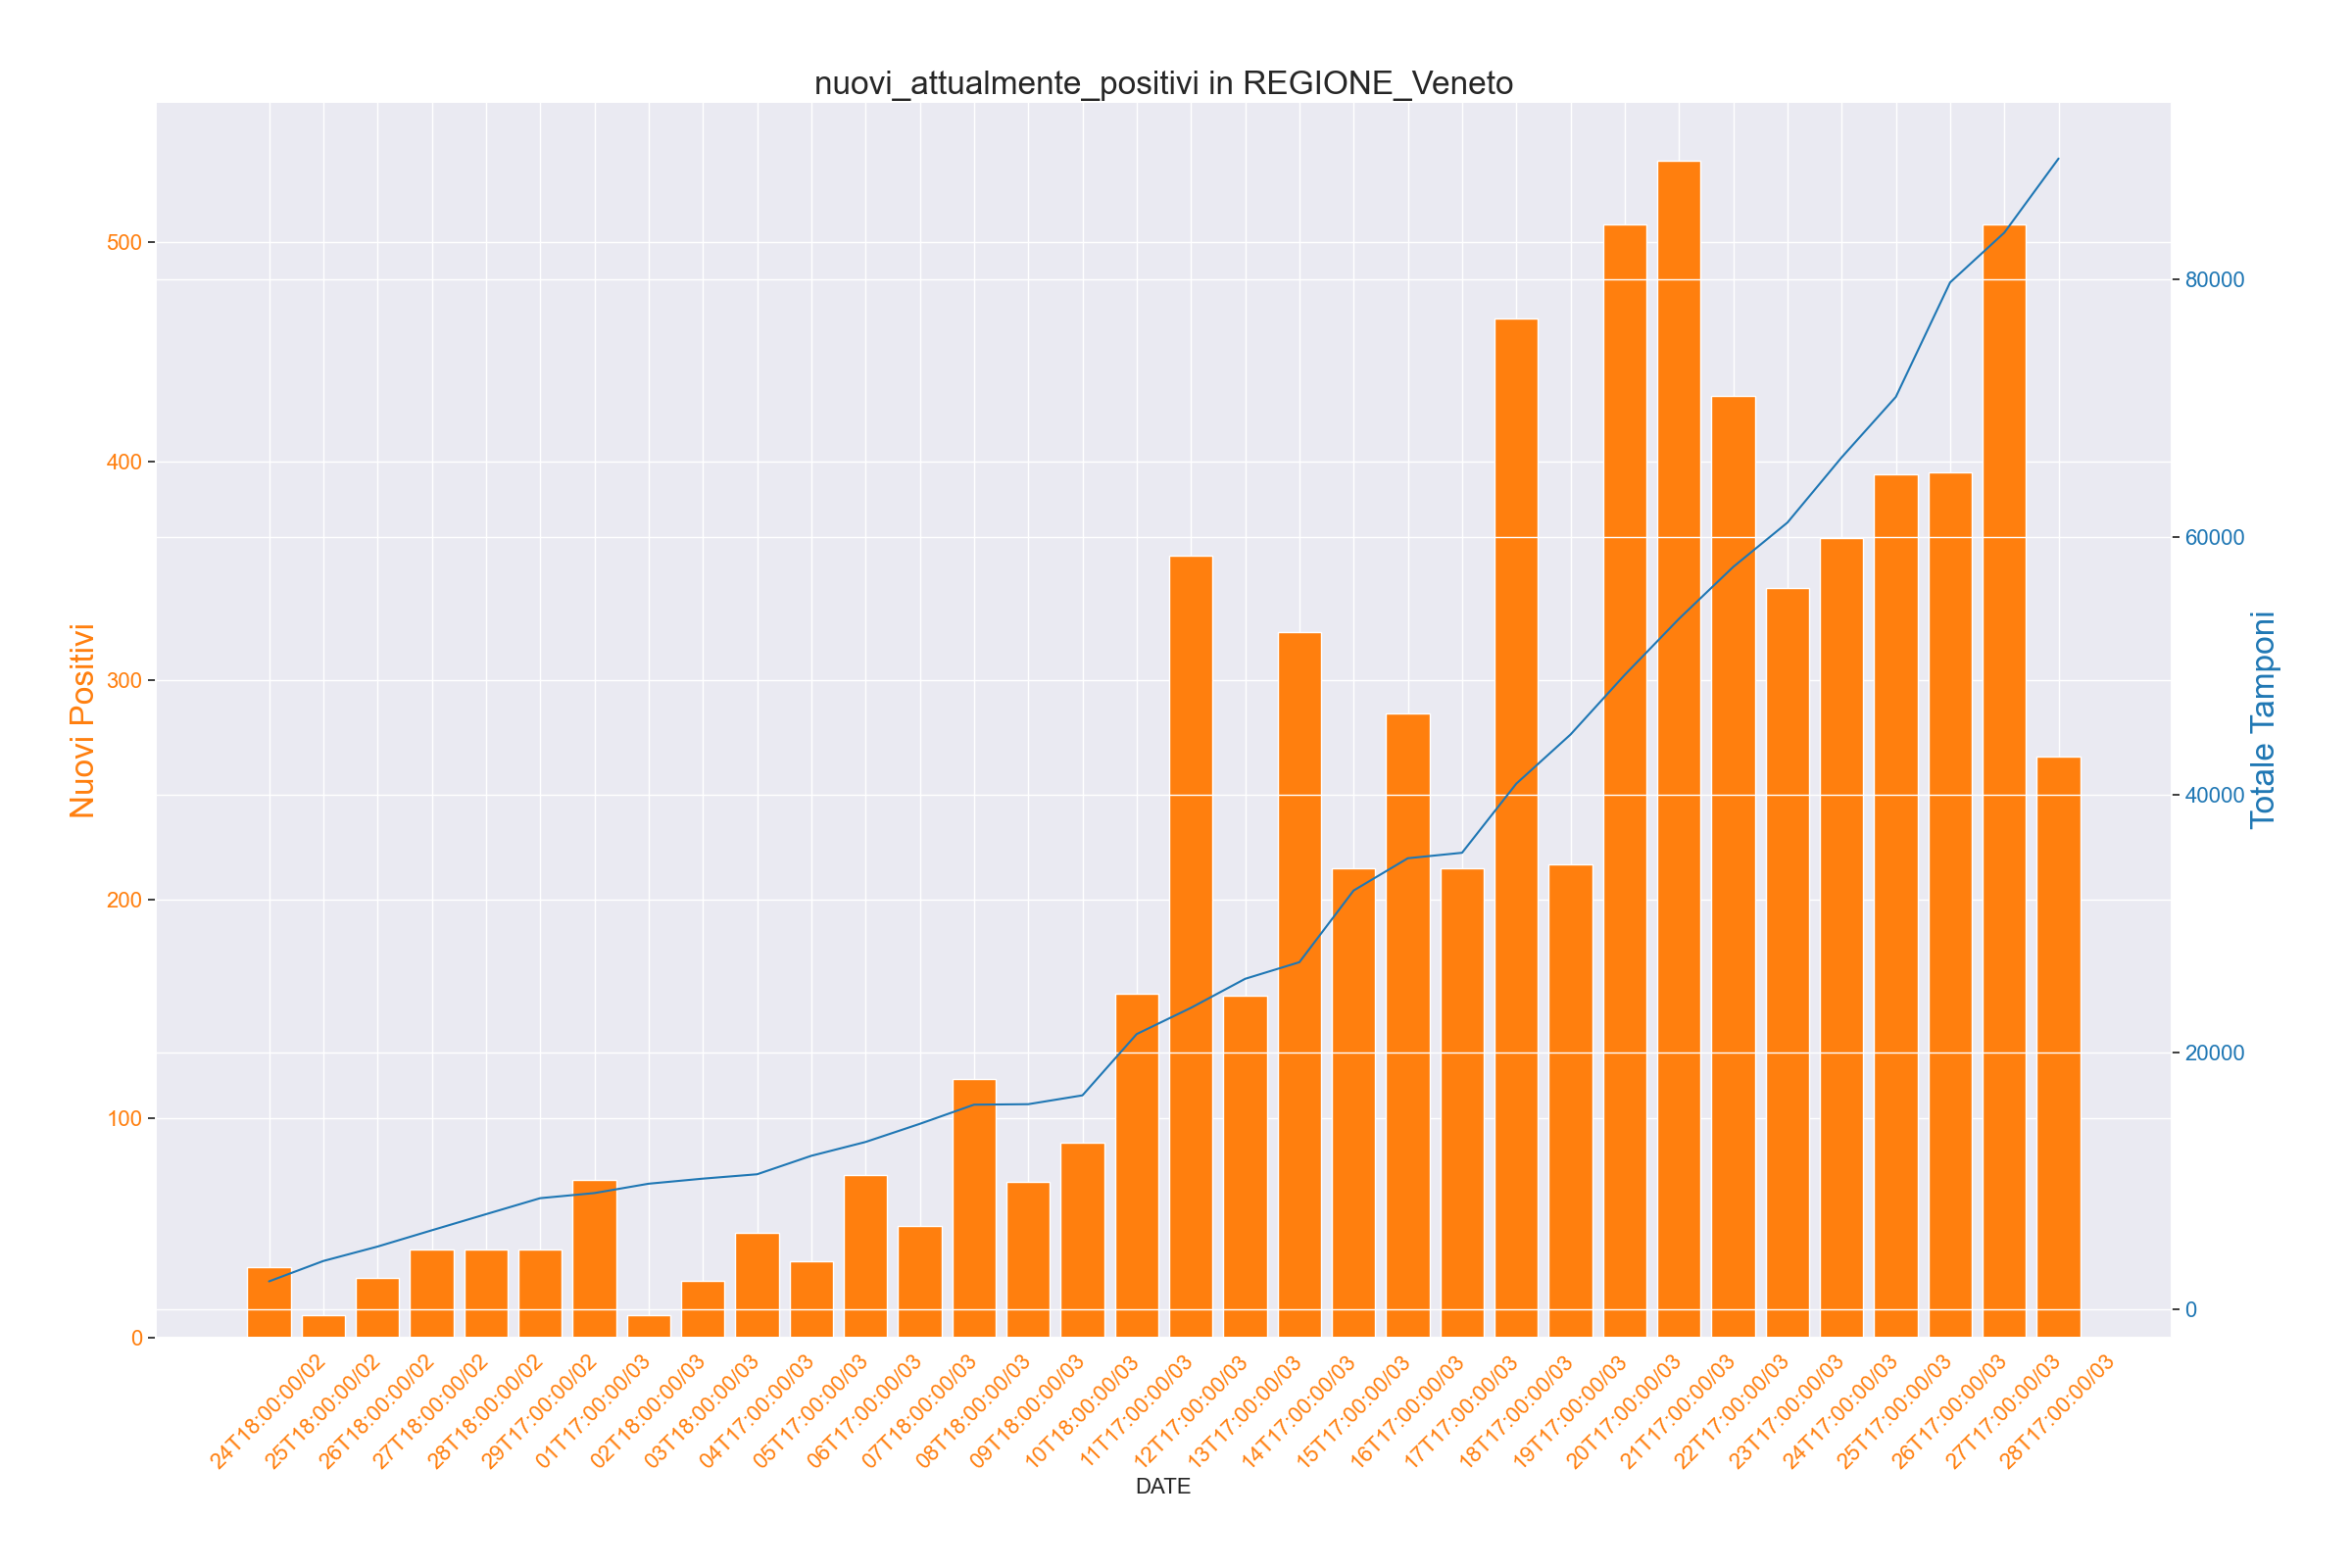 nuovi_attualmente_positivi in REGIONE_Veneto
Nuovi Positivi
500
400
300
200
100
0
Totale Tamponi
80000
60000
40000
20000
0
24T18:00:00/02
25T18:00:00/02
26T18:00:00/02
27T18:00:00/02
28T18:00:00/02
29T17:00:00/02
01T17:00:00/03
02T18:00:00/03
03T18:00:00/03
04T17:00:00/03
05T17:00:00/03
06T17:00:00/03
07T18:00:00/03
08T18:00:00/03
09T18:00:00/03
10T18:00:00/03
11T17:00:00/03
12T17:00:00/03
13T17:00:00/03
14T17:00:00/03
15T17:00:00/03
16T17:00:00/03
17T17:00:00/03
18T17:00:00/03
19T17:00:00/03
20T17:00:00/03
21T17:00:00/03
22T17:00:00/03
23T17:00:00/03
24T17:00:00/03
25T17:00:00/03
26T17:00:00/03
27T17:00:00/03
28T17:00:00/03
DATE